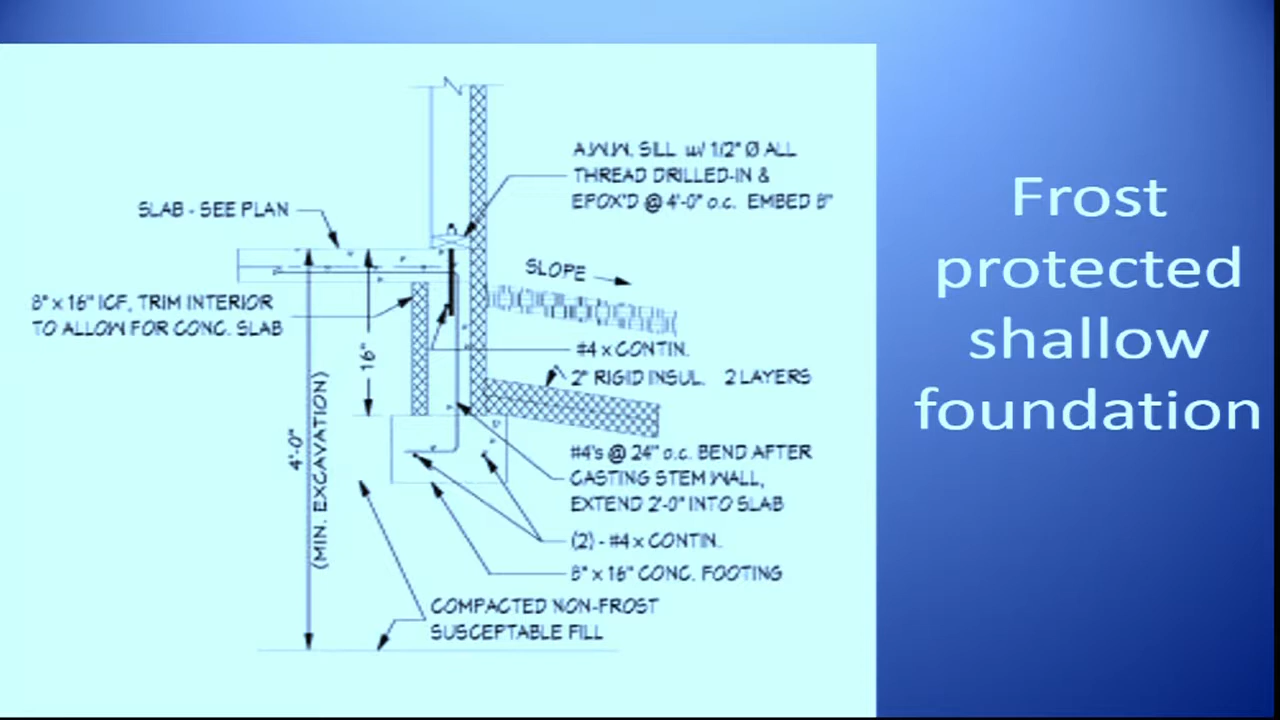 A.W.W. SILL w/ 1/2" Ø ALL
THREAD DRILLED-IN &
EPOX'D @ 4'-0" o.c. EMBED 8"
SLAB - SEE PLAN
SLOPE
8" x 16" ICF, TRIM INTERIOR
TO ALLOW FOR CONC. SLAB
16"
#4 x CONTIN.
2" RIGID INSUL. 2 LAYERS
4'-0"
(MIN. EXCAVATION)
#4's @ 24" o.c. BEND AFTER
CASTING STEM WALL,
EXTEND 2'-0" INTO SLAB
(2) - #4 x CONTIN.
8" x 16" CONC. FOOTING
COMPACTED NON-FROST
SUSCEPTABLE FILL
Frost
protected
shallow
foundation